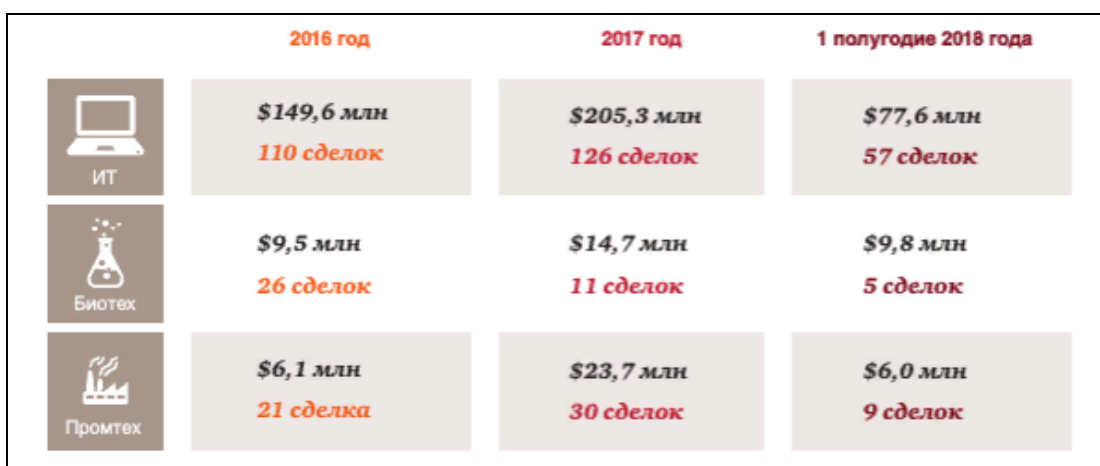 2016 год
2017 год
1 полугодие 2018 года
ИТ
$149,6 млн
110 сделок
$205,3 млн
126 сделок
$77,6 млн
57 сделок
Биотех
$9,5 млн
26 сделок
$14,7 млн
11 сделок
$9,8 млн
5 сделок
Промтех
$6,1 млн
21 сделка
$23,7 млн
30 сделок
$6,0 млн
9 сделок